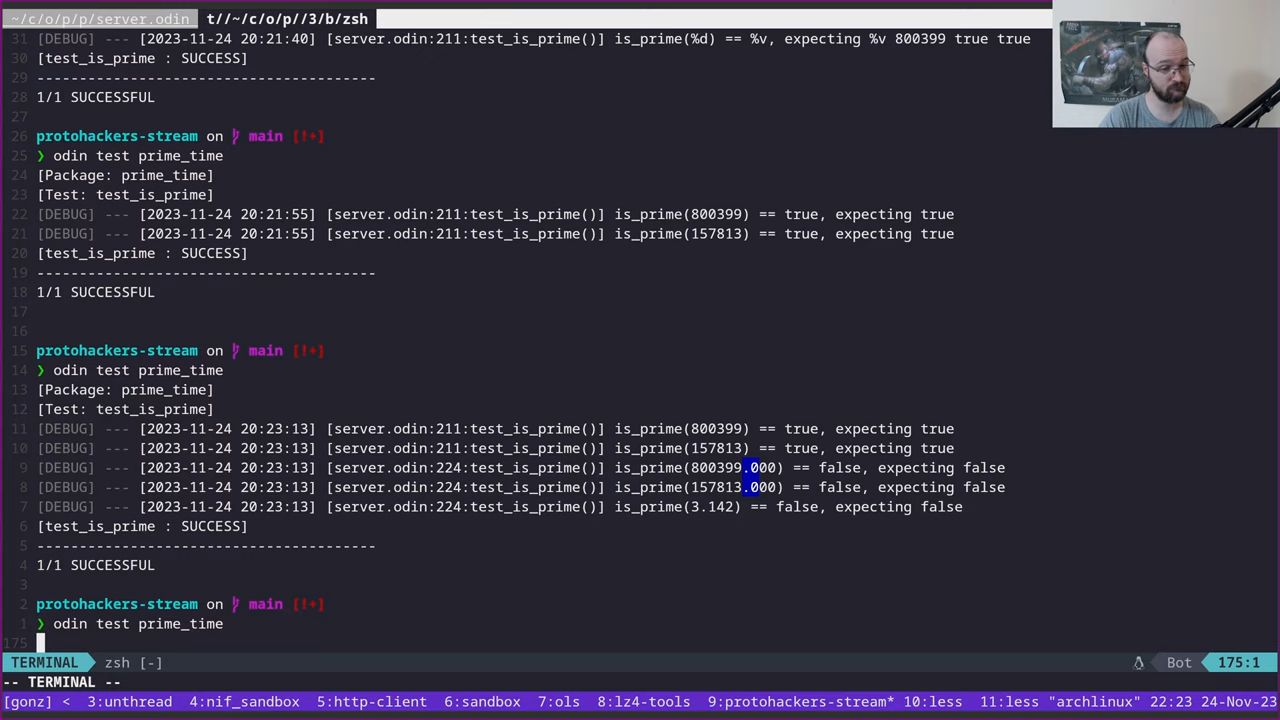 ~/c/o/p/p/server.odin t//~/c/o/p//3/b/zsh
31 [DEBUG] --- [2023-11-24 20:21:40] [server.odin:211:test_is_prime()] is_prime(%d) == %v, expecting %v 800399 true true
30 [test_is_prime : SUCCESS]
29 ----------------------------------------
28 1/1 SUCCESSFUL
27
26 protohackers-stream on main [!+]
25 ❯ odin test prime_time
24 [Package: prime_time]
23 [Test: test_is_prime]
22 [DEBUG] --- [2023-11-24 20:21:55] [server.odin:211:test_is_prime()] is_prime(800399) == true, expecting true
21 [DEBUG] --- [2023-11-24 20:21:55] [server.odin:211:test_is_prime()] is_prime(157813) == true, expecting true
20 [test_is_prime : SUCCESS]
19 ----------------------------------------
18 1/1 SUCCESSFUL
17
16
15 protohackers-stream on main [!+]
14 ❯ odin test prime_time
13 [Package: prime_time]
12 [Test: test_is_prime]
11 [DEBUG] --- [2023-11-24 20:23:13] [server.odin:211:test_is_prime()] is_prime(800399) == true, expecting true
10 [DEBUG] --- [2023-11-24 20:23:13] [server.odin:211:test_is_prime()] is_prime(157813) == true, expecting true
9 [DEBUG] --- [2023-11-24 20:23:13] [server.odin:224:test_is_prime()] is_prime(800399.000) == false, expecting false
8 [DEBUG] --- [2023-11-24 20:23:13] [server.odin:224:test_is_prime()] is_prime(157813.000) == false, expecting false
7 [DEBUG] --- [2023-11-24 20:23:13] [server.odin:224:test_is_prime()] is_prime(3.142) == false, expecting false
6 [test_is_prime : SUCCESS]
5 ----------------------------------------
4 1/1 SUCCESSFUL
3
2 protohackers-stream on main [!+]
1 ❯ odin test prime_time
175
TERMINAL zsh [-] Bot 175:1
-- TERMINAL --
[gonz] < 3:unthread 4:nif_sandbox 5:http-client 6:sandbox 7:ols 8:lz4-tools 9:protohackers-stream* 10:less 11:less "archlinux" 22:23 24-Nov-23